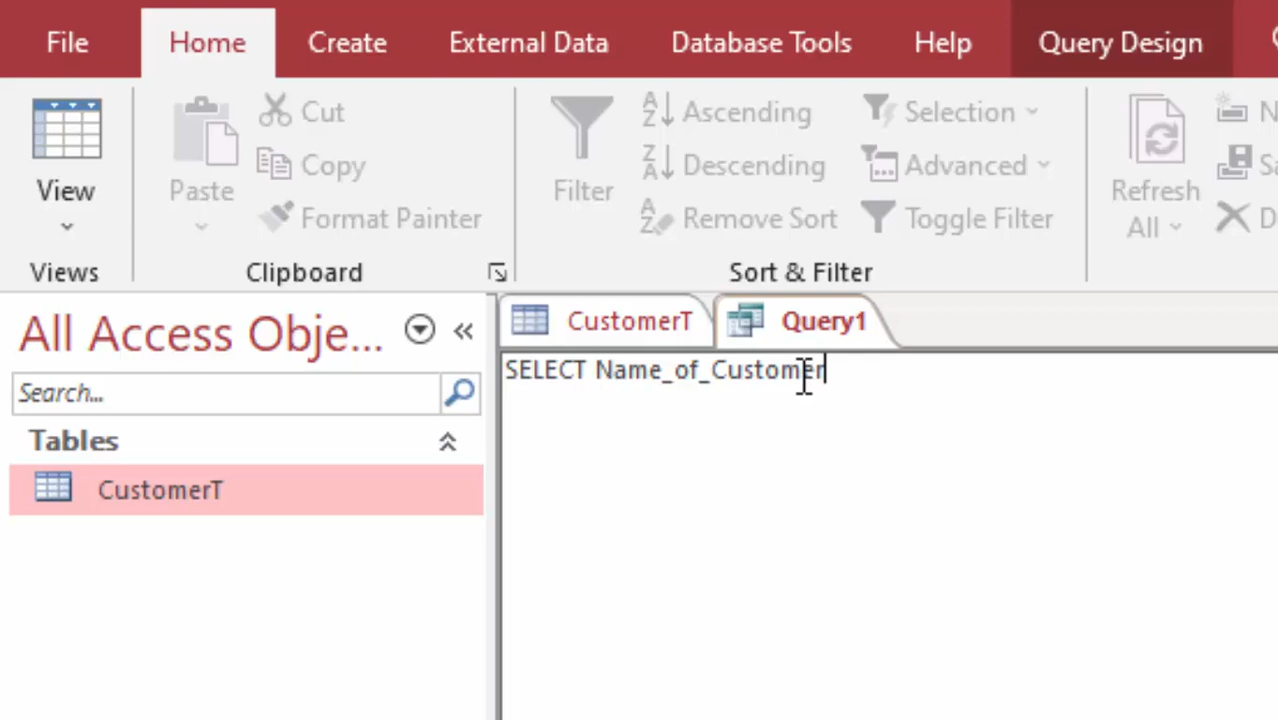 File Home Create External Data Database Tools Help Query Design
View
Views
Paste
Cut
Copy
Format Painter
Clipboard
Filter
Ascending
Descending
Remove Sort
Selection
Advanced
Toggle Filter
Sort & Filter
Refresh
All
All Access Obje...
Search...
Tables
CustomerT
CustomerT Query1
SELECT Name_of_Customer